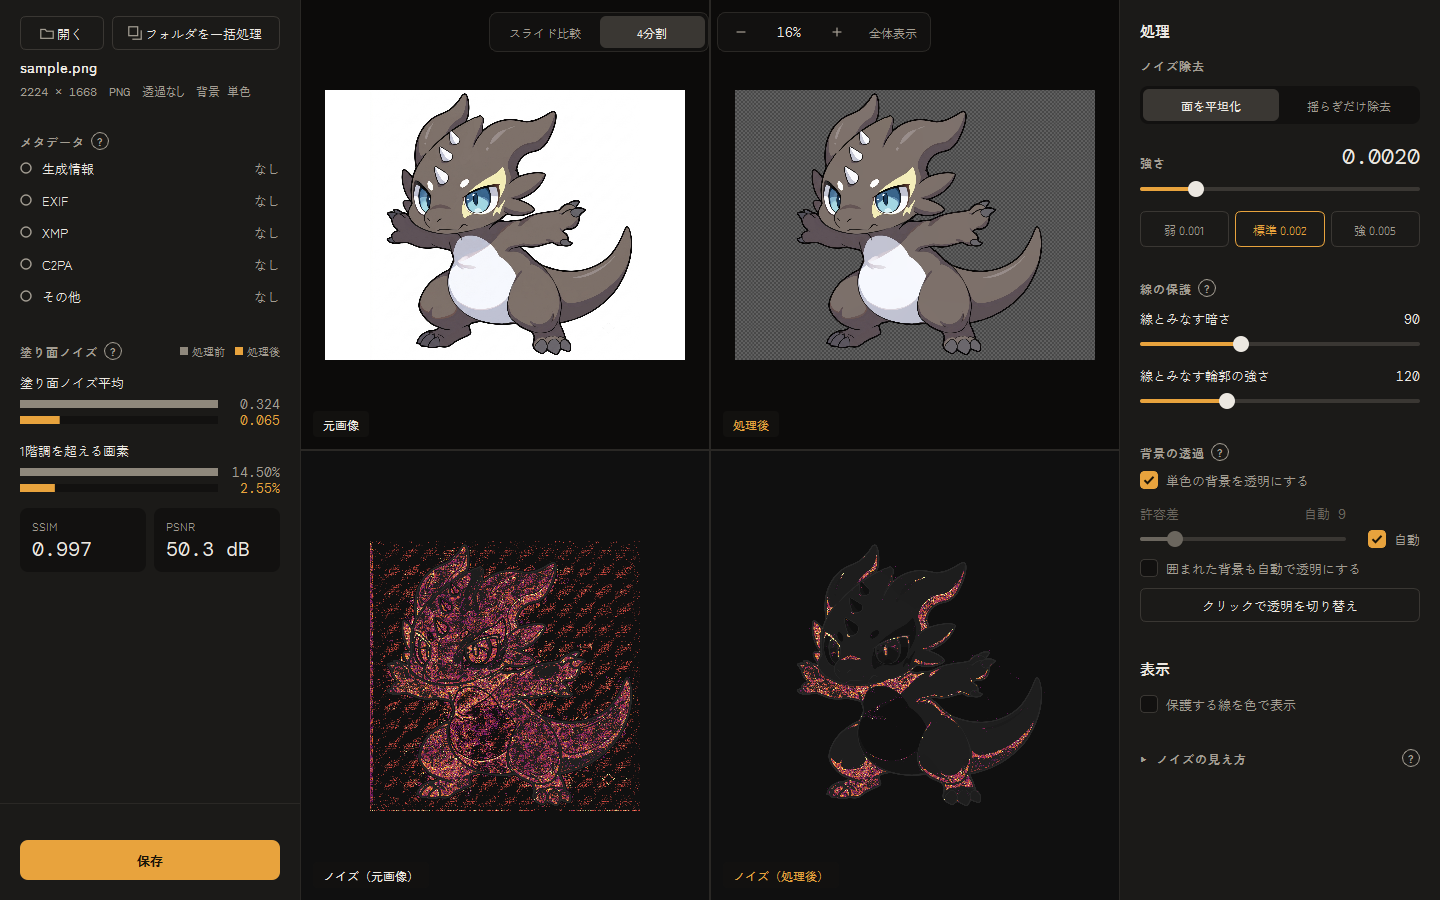 開く
フォルダを一括処理
sample.png
2224 × 1668 PNG 透過なし 背景 単色
メタデータ ?
生成情報 なし
EXIF なし
XMP なし
C2PA なし
その他 なし
塗り面ノイズ ? 処理前 処理後
塗り面ノイズ平均
0.324
0.065
1階調を超える画素
14.50%
2.55%
SSIM
0.997
PSNR
50.3 dB
保存
スライド比較 4分割
− 16% + 全体表示
元画像
処理後
ノイズ（元画像）
ノイズ（処理後）
処理
ノイズ除去
面を平坦化 揺らぎだけ除去
強さ 0.0020
弱 0.001 標準 0.002 強 0.005
線の保護 ?
線とみなす暗さ 90
線とみなす輪郭の強さ 120
背景の透過 ?
単色の背景を透明にする
許容差 自動 9
自動
囲まれた背景も自動で透明にする
クリックで透明を切り替え
表示
保護する線を色で表示
ノイズの見え方 ?